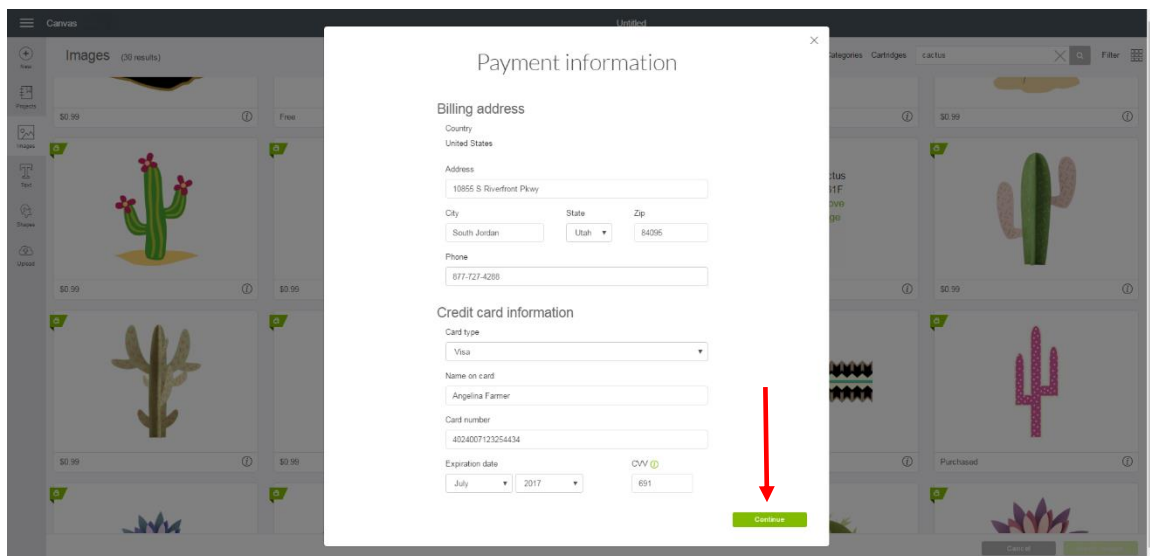 Canvas
Untitled
New
Projects
Images
Text
Shapes
Upload
Images (30 results)
Categories Cartridges cactus Filter
Payment information
Billing address
Country
United States
Address
10855 S Riverfront Pkwy
City State Zip
South Jordan Utah 84095
Phone
877-727-4288
Credit card information
Card type
Visa
Name on card
Angelina Farmer
Card number
4024007123254434
Expiration date CVV
July 2017 691
Continue
$0.99 Free $0.99
$0.99 $0.99 $0.99
$0.99 $0.99 Purchased
Cancel